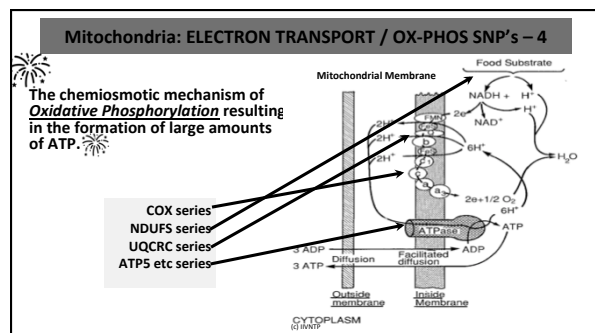 Mitochondria: ELECTRON TRANSPORT / OX-PHOS SNP's – 4
The chemiosmotic mechanism of
Oxidative Phosphorylation resulting
in the formation of large amounts
of ATP.
COX series
NDUFS series
UQCRC series
ATP5 etc series
Mitochondrial Membrane
Food Substrate
NADH + H⁺
H⁺
NAD⁺
2e
FMN
2H⁺
2H⁺
2H⁺
b
c
a
a
6H⁺
H₂O
2e+1/2 O₂
6H⁺
ATPase
ATP
3 ADP
ADP
Diffusion
Facilitated
diffusion
3 ATP
Outside
membrane
Inside
Membrane
CYTOPLASM
(c) IIVNTP